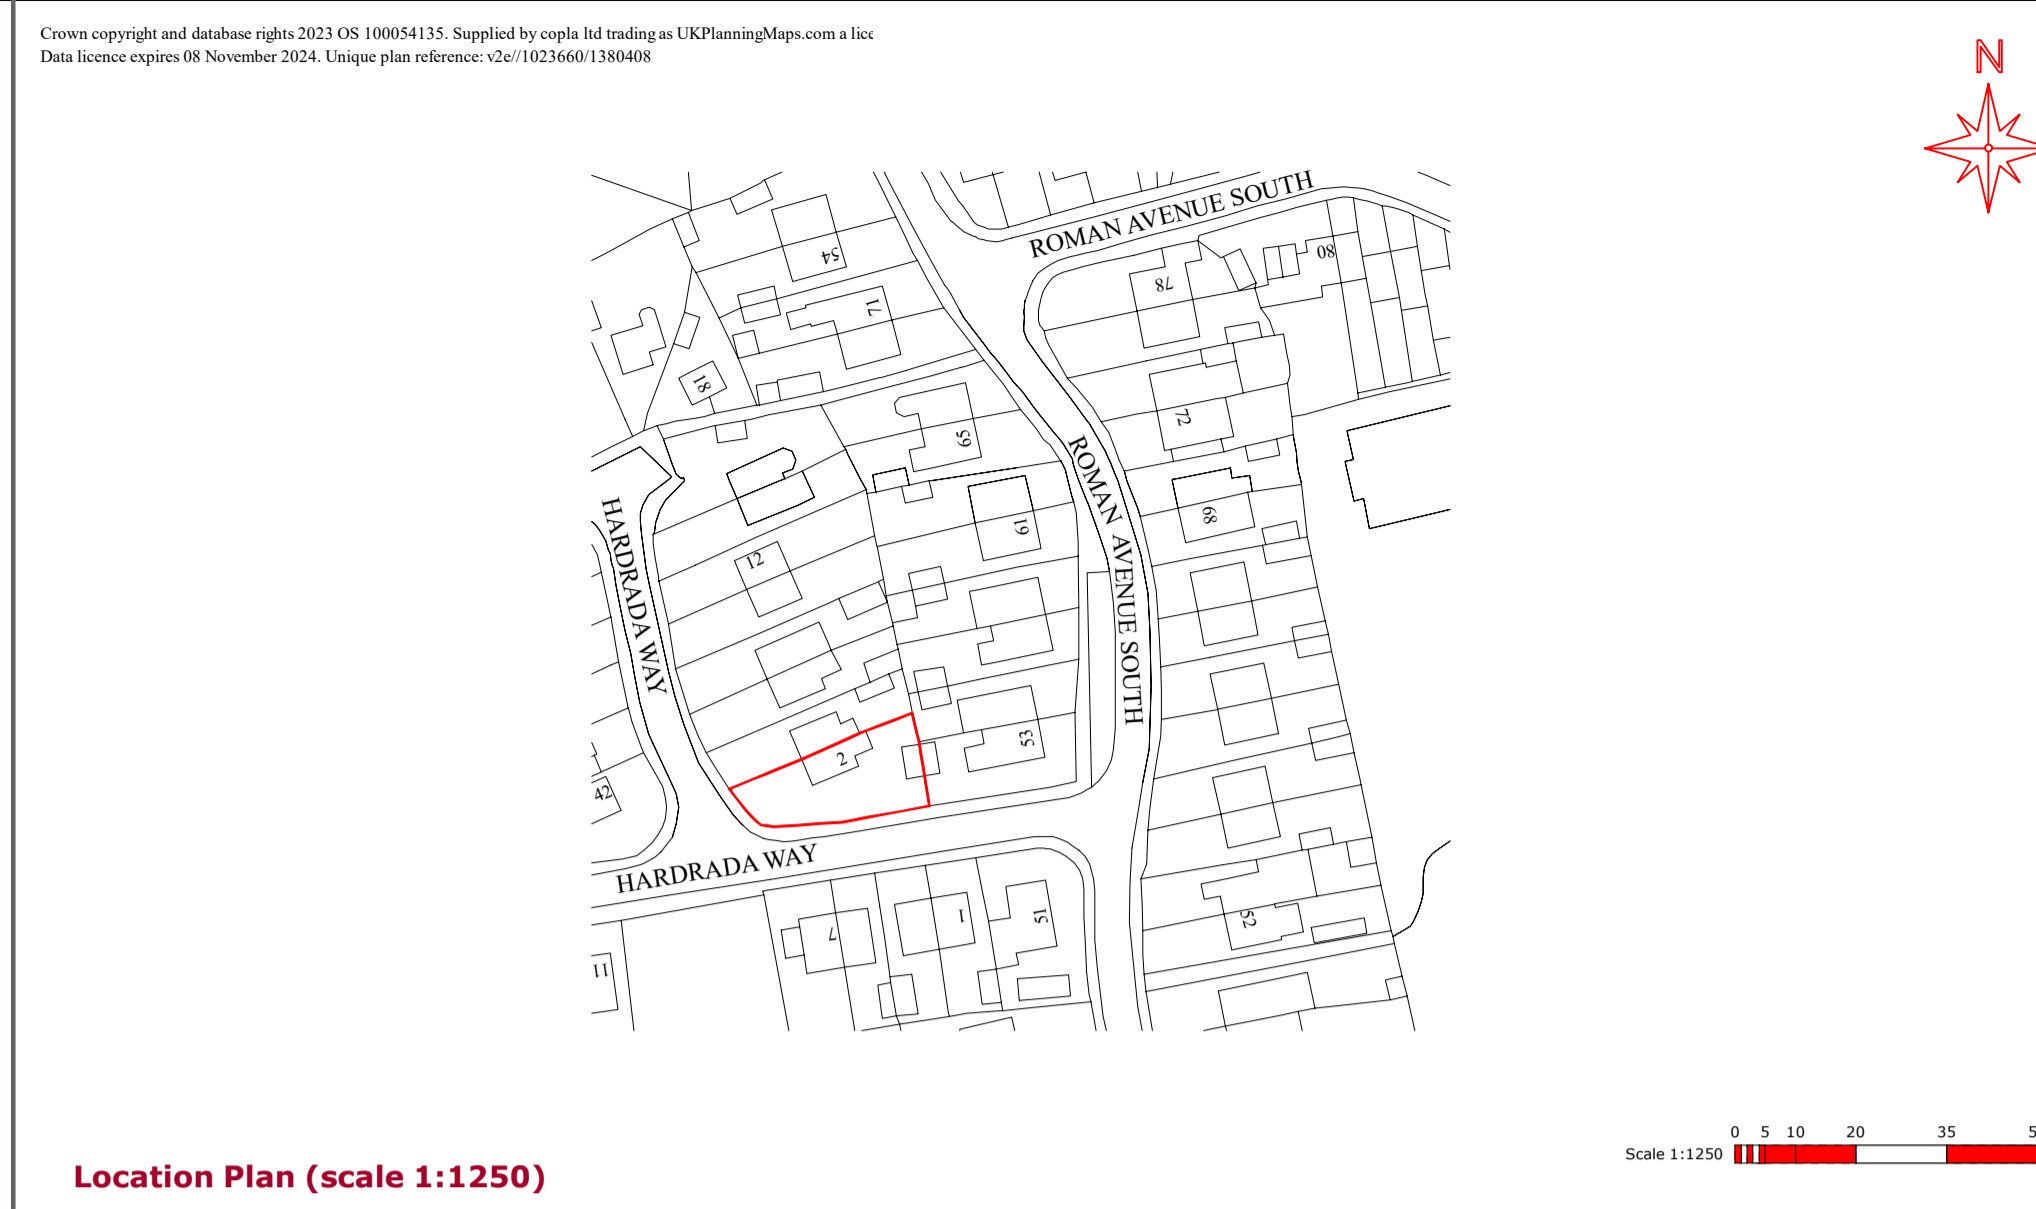 Crown copyright and database rights 2023 OS 100054135. Supplied by copla ltd trading as UKPlanningMaps.com a lice
Data licence expires 08 November 2024. Unique plan reference: v2e//1023660/1380408
N
ROMAN AVENUE SOUTH
54
80
78
71
18
72
65
ROMAN AVENUE SOUTH
68
61
HARDRADA WAY
12
53
2
42
HARDRADA WAY
1
51
52
7
11
0 5 10 20 35 5
Scale 1:1250
Location Plan (scale 1:1250)